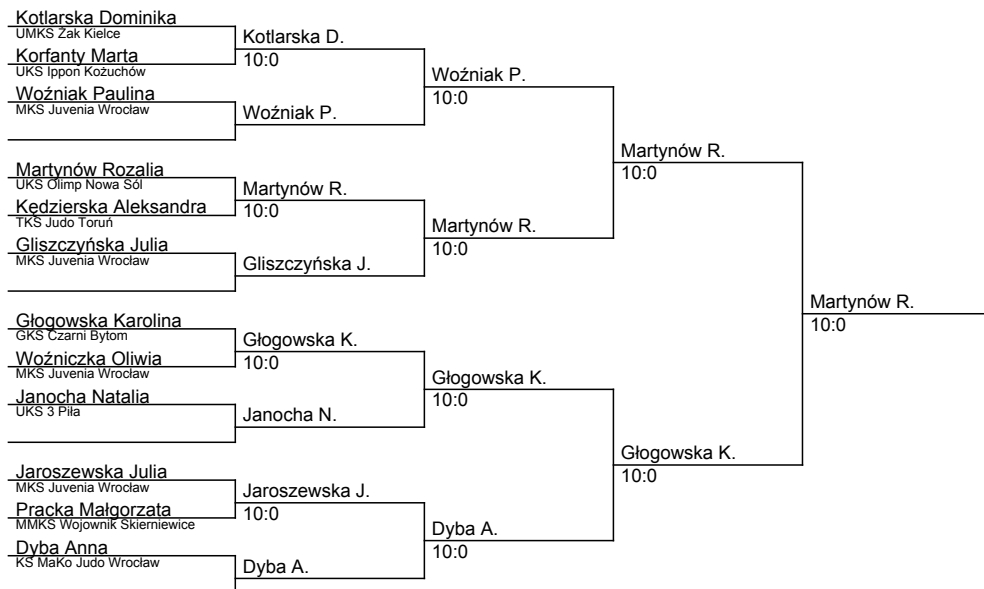 Kotlarska Dominika
UMKS Żak Kielce
Korfanty Marta
UKS Ippon Kożuchów
Woźniak Paulina
MKS Juvenia Wrocław
Martynów Rozalia
UKS Olimp Nowa Sól
Kędzierska Aleksandra
TKS Judo Toruń
Gliszczyńska Julia
MKS Juvenia Wrocław
Głogowska Karolina
GKS Czarni Bytom
Woźniczka Oliwia
MKS Juvenia Wrocław
Janocha Natalia
UKS 3 Piła
Jaroszewska Julia
MKS Juvenia Wrocław
Pracka Małgorzata
MMKS Wojownik Skierniewice
Dyba Anna
KS MaKo Judo Wrocław
Kotlarska D.
10:0
Woźniak P.
Martynów R.
10:0
Gliszczyńska J.
Głogowska K.
10:0
Janocha N.
Jaroszewska J.
10:0
Dyba A.
Woźniak P.
10:0
Martynów R.
10:0
Głogowska K.
10:0
Dyba A.
10:0
Martynów R.
10:0
Głogowska K.
10:0
Martynów R.
10:0